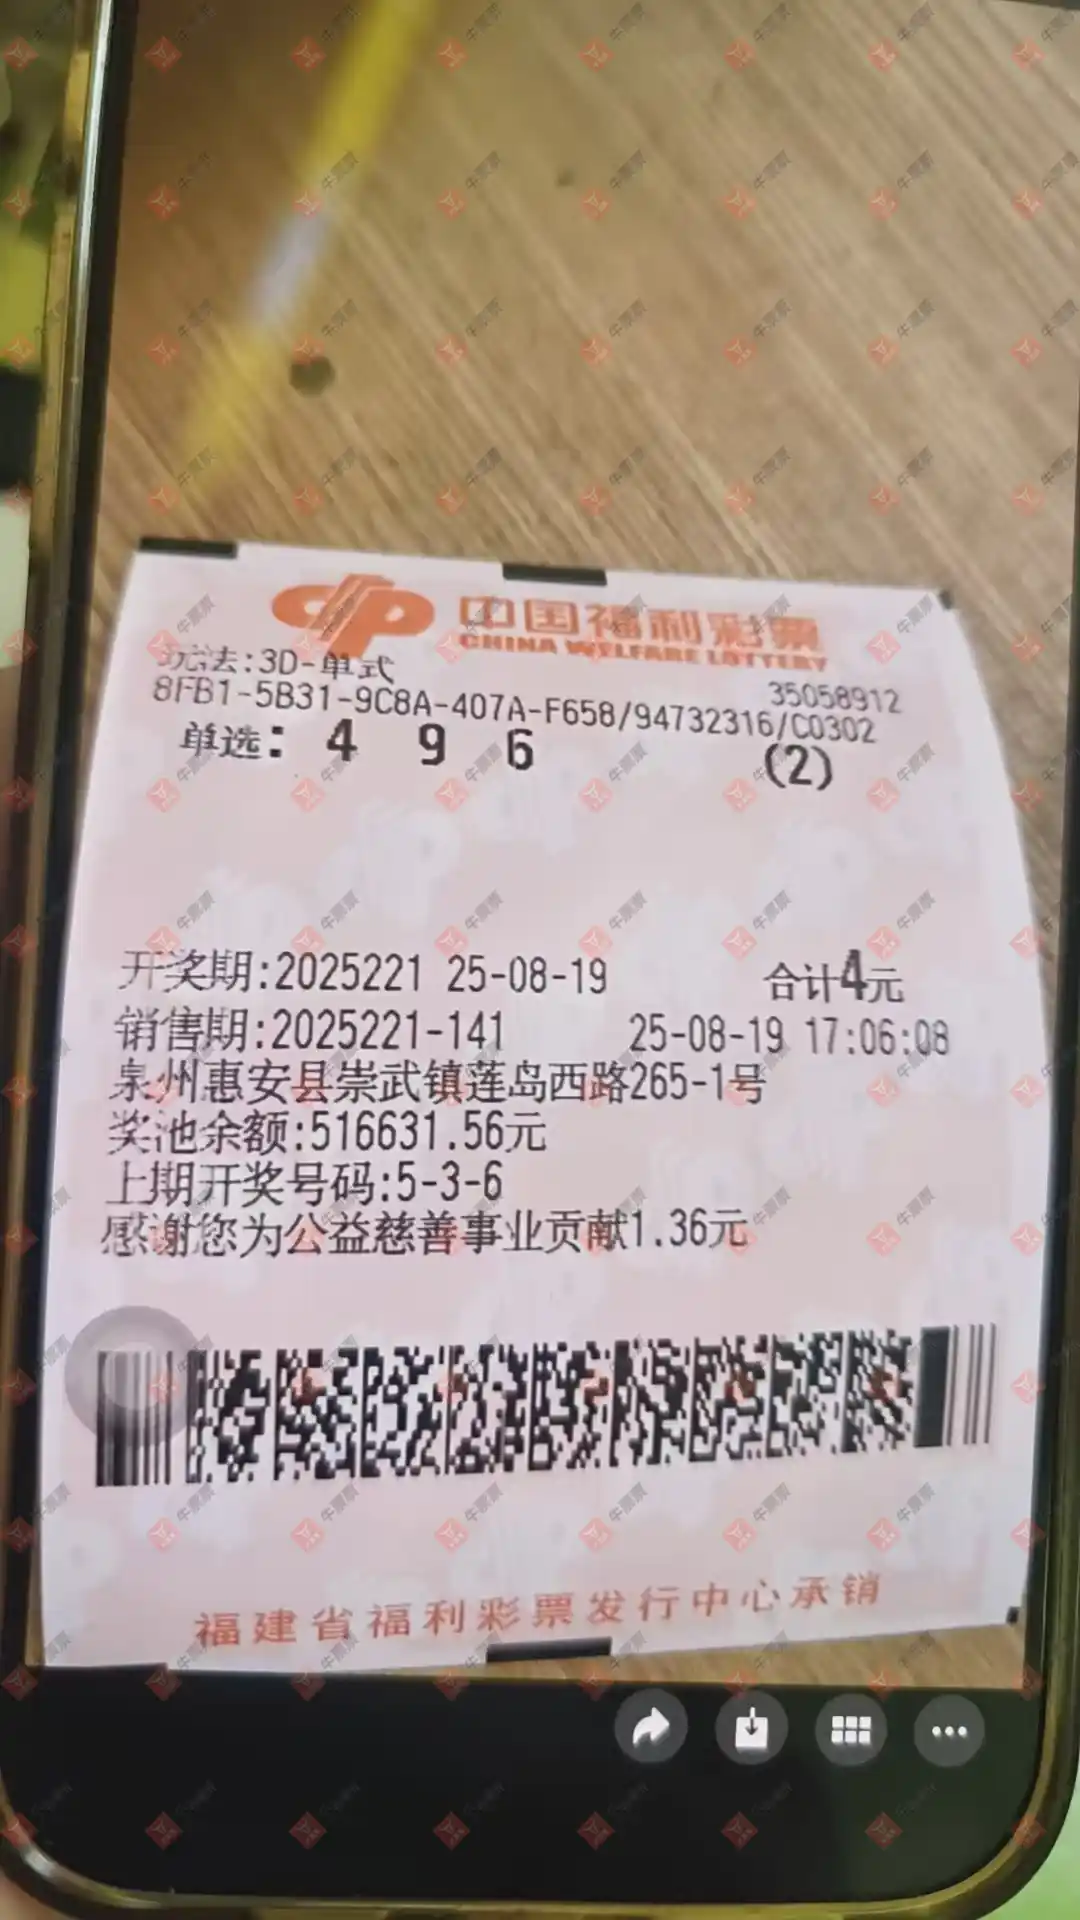 中国福利彩票
CHINA WELFARE LOTTERY
玩法:3D-单式
35058912
8FB1-5B31-9C8A-407A-F658/94732316/C0302
单选: 4 9 6 (2)
开奖期:2025221 25-08-19 合计4元
销售期:2025221-141 25-08-19 17:06:08
泉州惠安县崇武镇莲岛西路265-1号
奖池余额:516631.56元
上期开奖号码:5-3-6
感谢您为公益慈善事业贡献1.36元
福建省福利彩票发行中心承销
牛票票